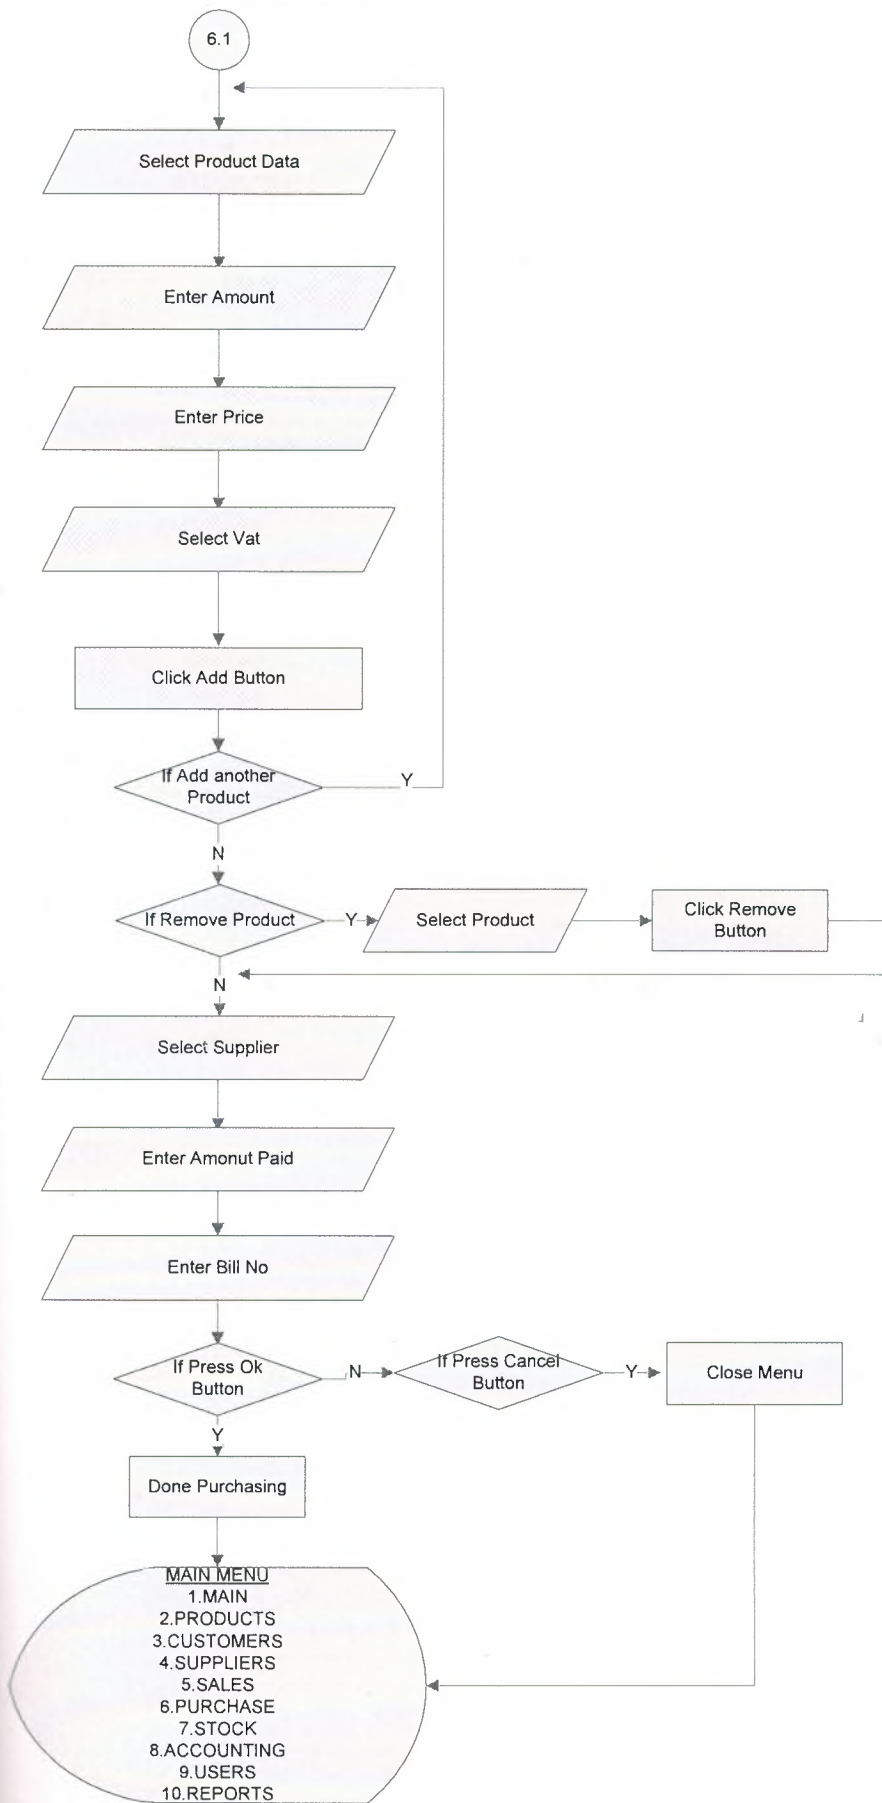 6.1
Select Product Data
Enter Amount
Enter Price
Select Vat
Click Add Button
If Add another
Product
Y
N
If Remove Product
Y
Select Product
Click Remove
Button
N
Select Supplier
Enter Amonut Paid
Enter Bill No
If Press Ok
Button
N
If Press Cancel
Button
Y
Close Menu
Y
Done Purchasing
MAIN MENU
1.MAIN
2.PRODUCTS
3.CUSTOMERS
4.SUPPLIERS
5.SALES
6.PURCHASE
7.STOCK
8.ACCOUNTING
9.USERS
10.REPORTS